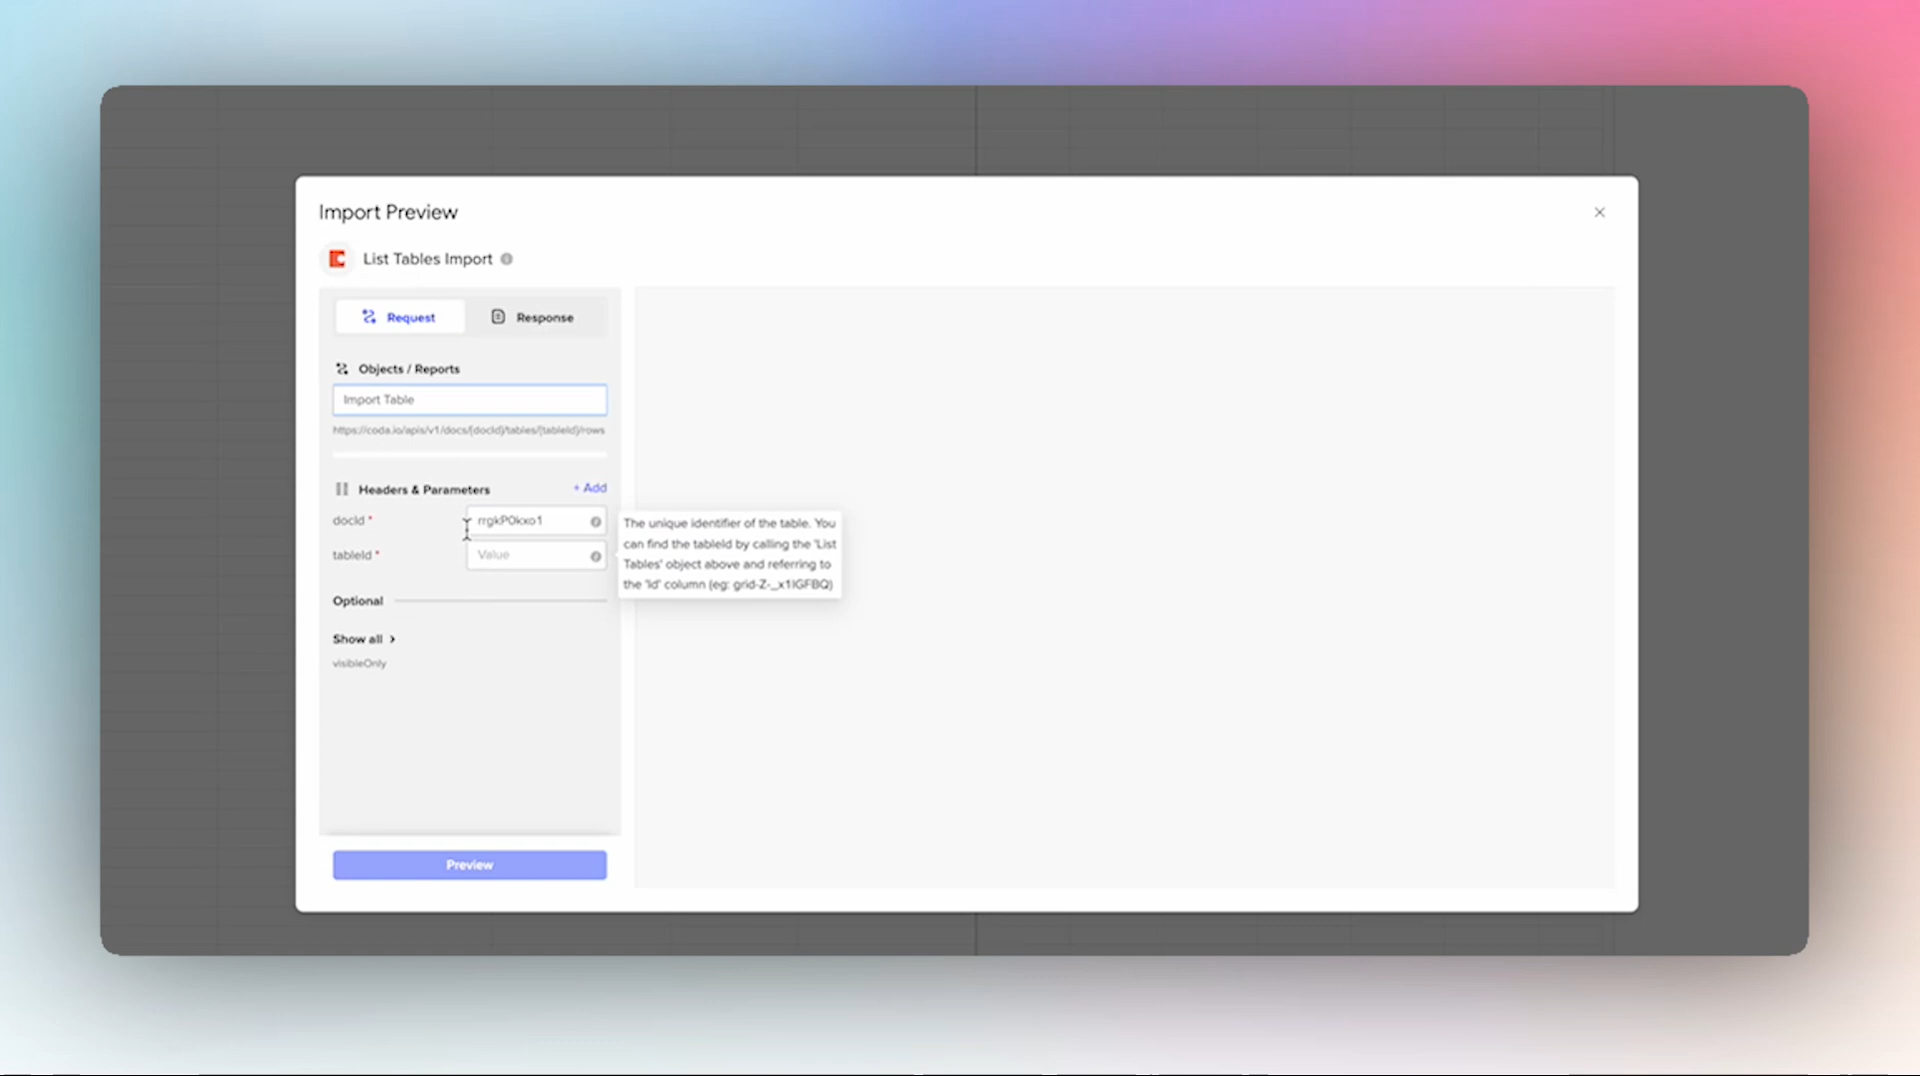 Import Preview
List Tables Import
Request
Response
Objects / Reports
Import Table
https://coda.io/apis/v1/docs/{docId}/tables/{tableId}/rows
Headers & Parameters
+ Add
docId *
rrgkP0kxo1
tableId *
Value
The unique identifier of the table. You
can find the tableId by calling the 'List
Tables' object above and referring to
the 'Id' column (eg: grid-Z-_x1IGFBQ)
Optional
Show all >
visibleOnly
Preview